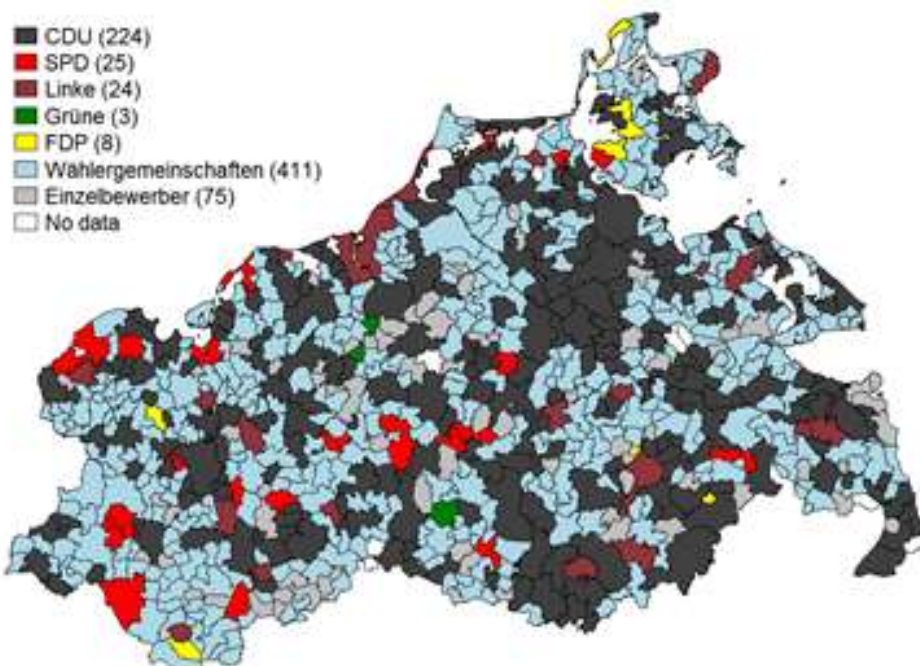 CDU (224)
SPD (25)
Linke (24)
Grüne (3)
FDP (8)
Wählergemeinschaften (411)
Einzelbewerber (75)
No data